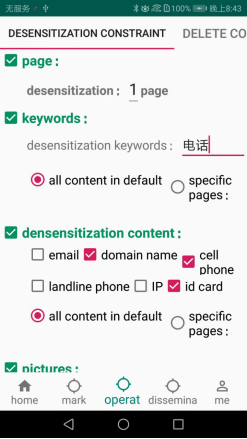 无服务 100% 晚上8:43
DESENSITIZATION CONSTRAINT DELETE CO
page：
desensitization： 1 page
keywords：
desensitization keywords： 电话
all content in default specific
pages：
densensitization content：
email domain name cell
phone
landline phone IP id card
all content in default specific
pages：
pictures：
home mark operat dissemina me